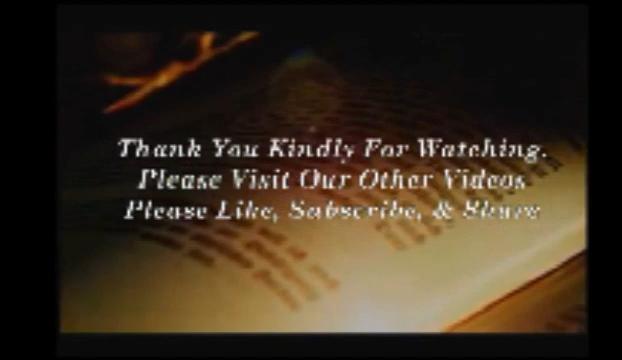 Thank You Kindly For Watching.
Please Visit Our Other Videos
Please Like, Subscribe, & Share